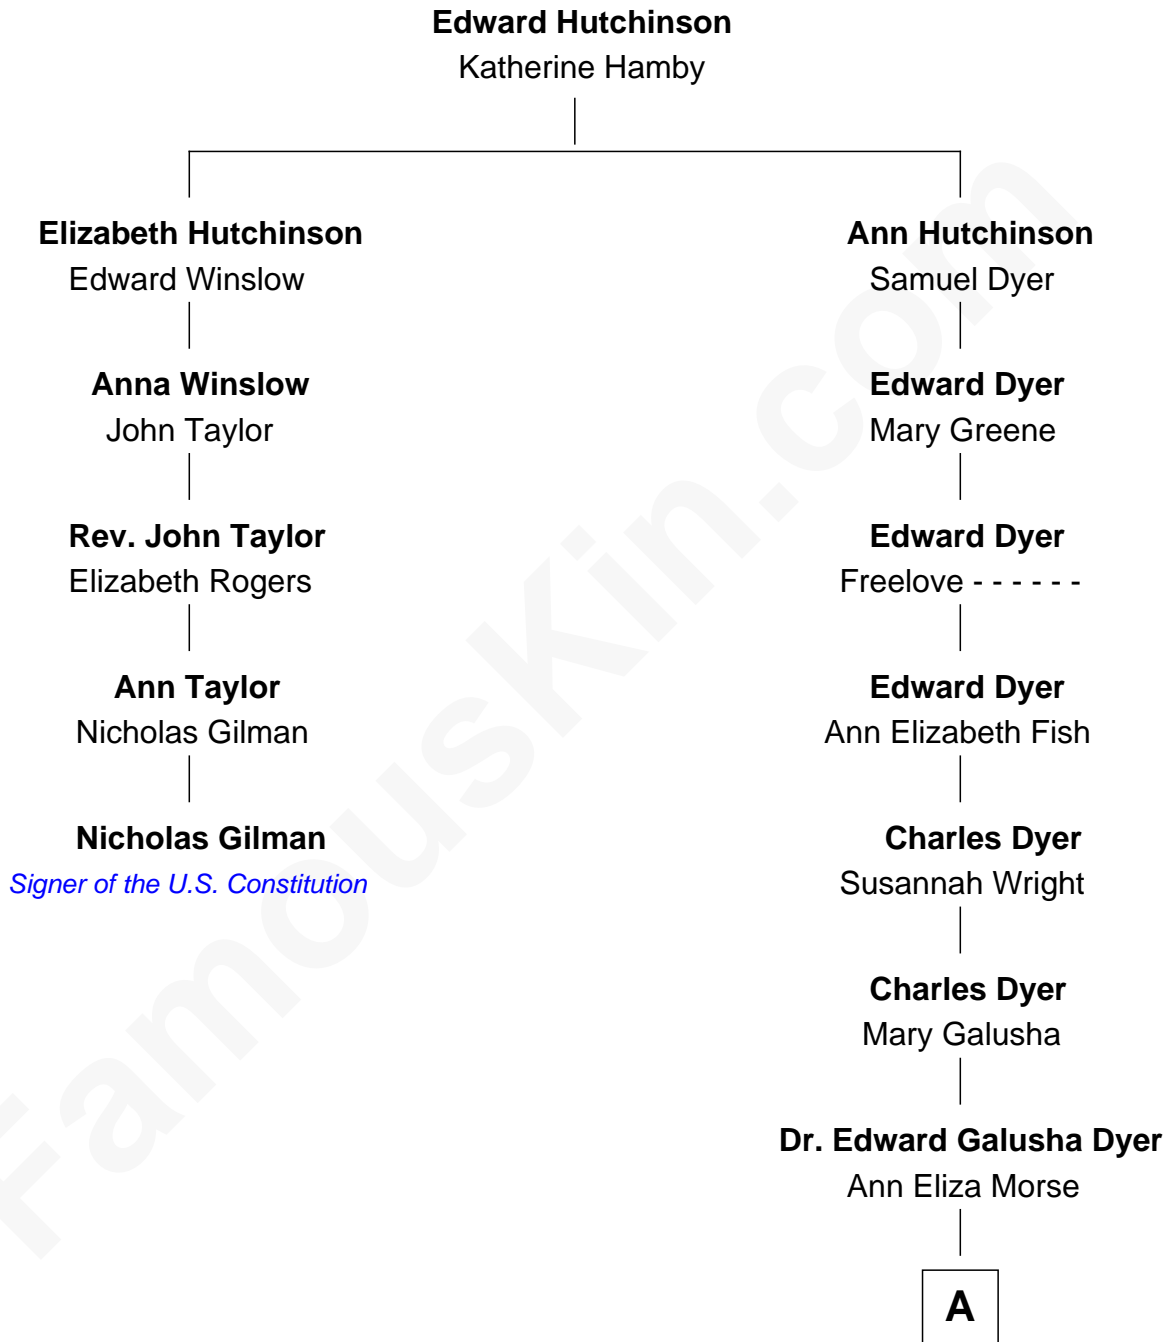 Edward Hutchinson
Katherine Hamby
Elizabeth Hutchinson
Edward Winslow
Anna Winslow
John Taylor
Rev. John Taylor
Elizabeth Rogers
Ann Taylor
Nicholas Gilman
Nicholas Gilman
Signer of the U.S. Constitution
Ann Hutchinson
Samuel Dyer
Edward Dyer
Mary Greene
Edward Dyer
Freelove - - - - - -
Edward Dyer
Ann Elizabeth Fish
Charles Dyer
Susannah Wright
Charles Dyer
Mary Galusha
Dr. Edward Galusha Dyer
Ann Eliza Morse
A
FamousKin.com